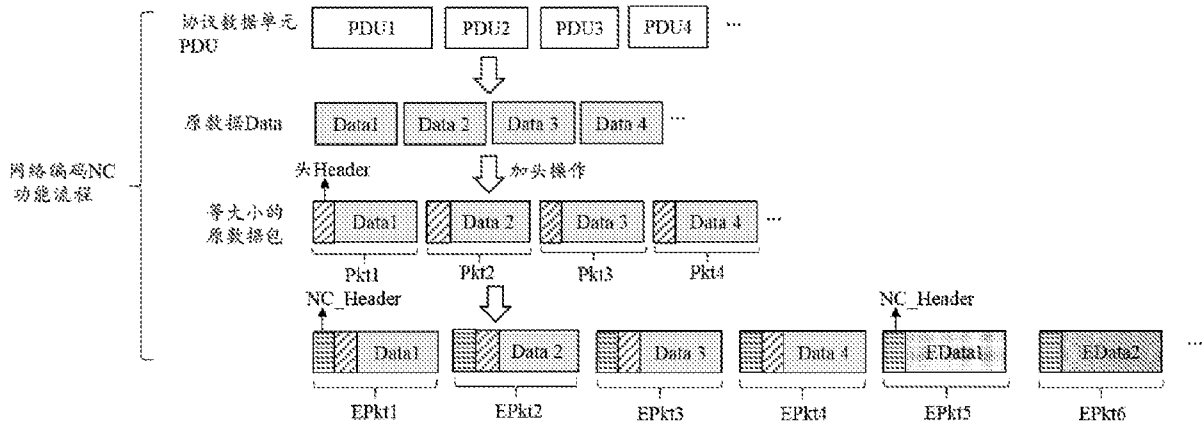 协议数据单元
PDU
PDU1 PDU2 PDU3 PDU4 ...
原数据Data
Data1 Data 2 Data 3 Data 4 ...
网络编码NC
功能流程
头Header
加头操作
等大小的
原数据包
Data1 Data 2 Data 3 Data 4 ...
Pkt1 Pkt2 Pkt3 Pkt4
NC_Header NC_Header
Data1 Data 2 Data 3 Data 4 EData1 EData2 ...
EPkt1 EPkt2 EPkt3 EPkt4 EPkt5 EPkt6